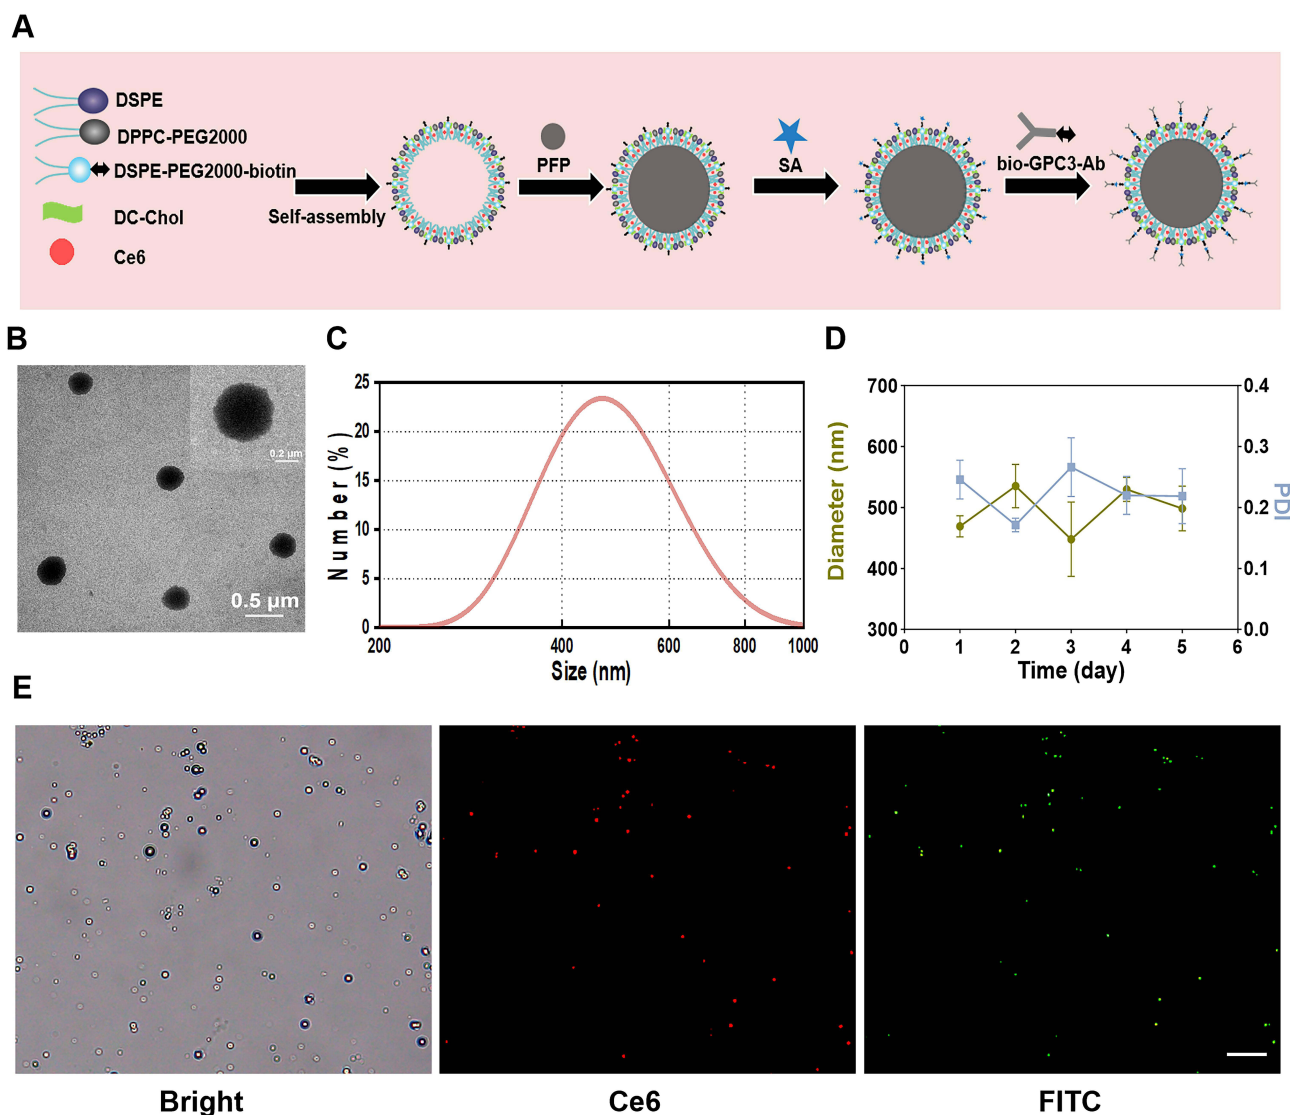 A
DSPE
DPPC-PEG2000
DSPE-PEG2000-biotin
DC-Chol
Ce6
Self-assembly
PFP
SA
bio-GPC3-Ab
B
0.2 µm
0.5 µm
C
Number (%)
25
20
15
10
5
0
200
400
600
800
1000
Size (nm)
D
Diameter (nm)
700
600
500
400
300
0.4
0.3
0.2
0.1
0.0
PDI
0
1
2
3
4
5
6
Time (day)
E
Bright
Ce6
FITC